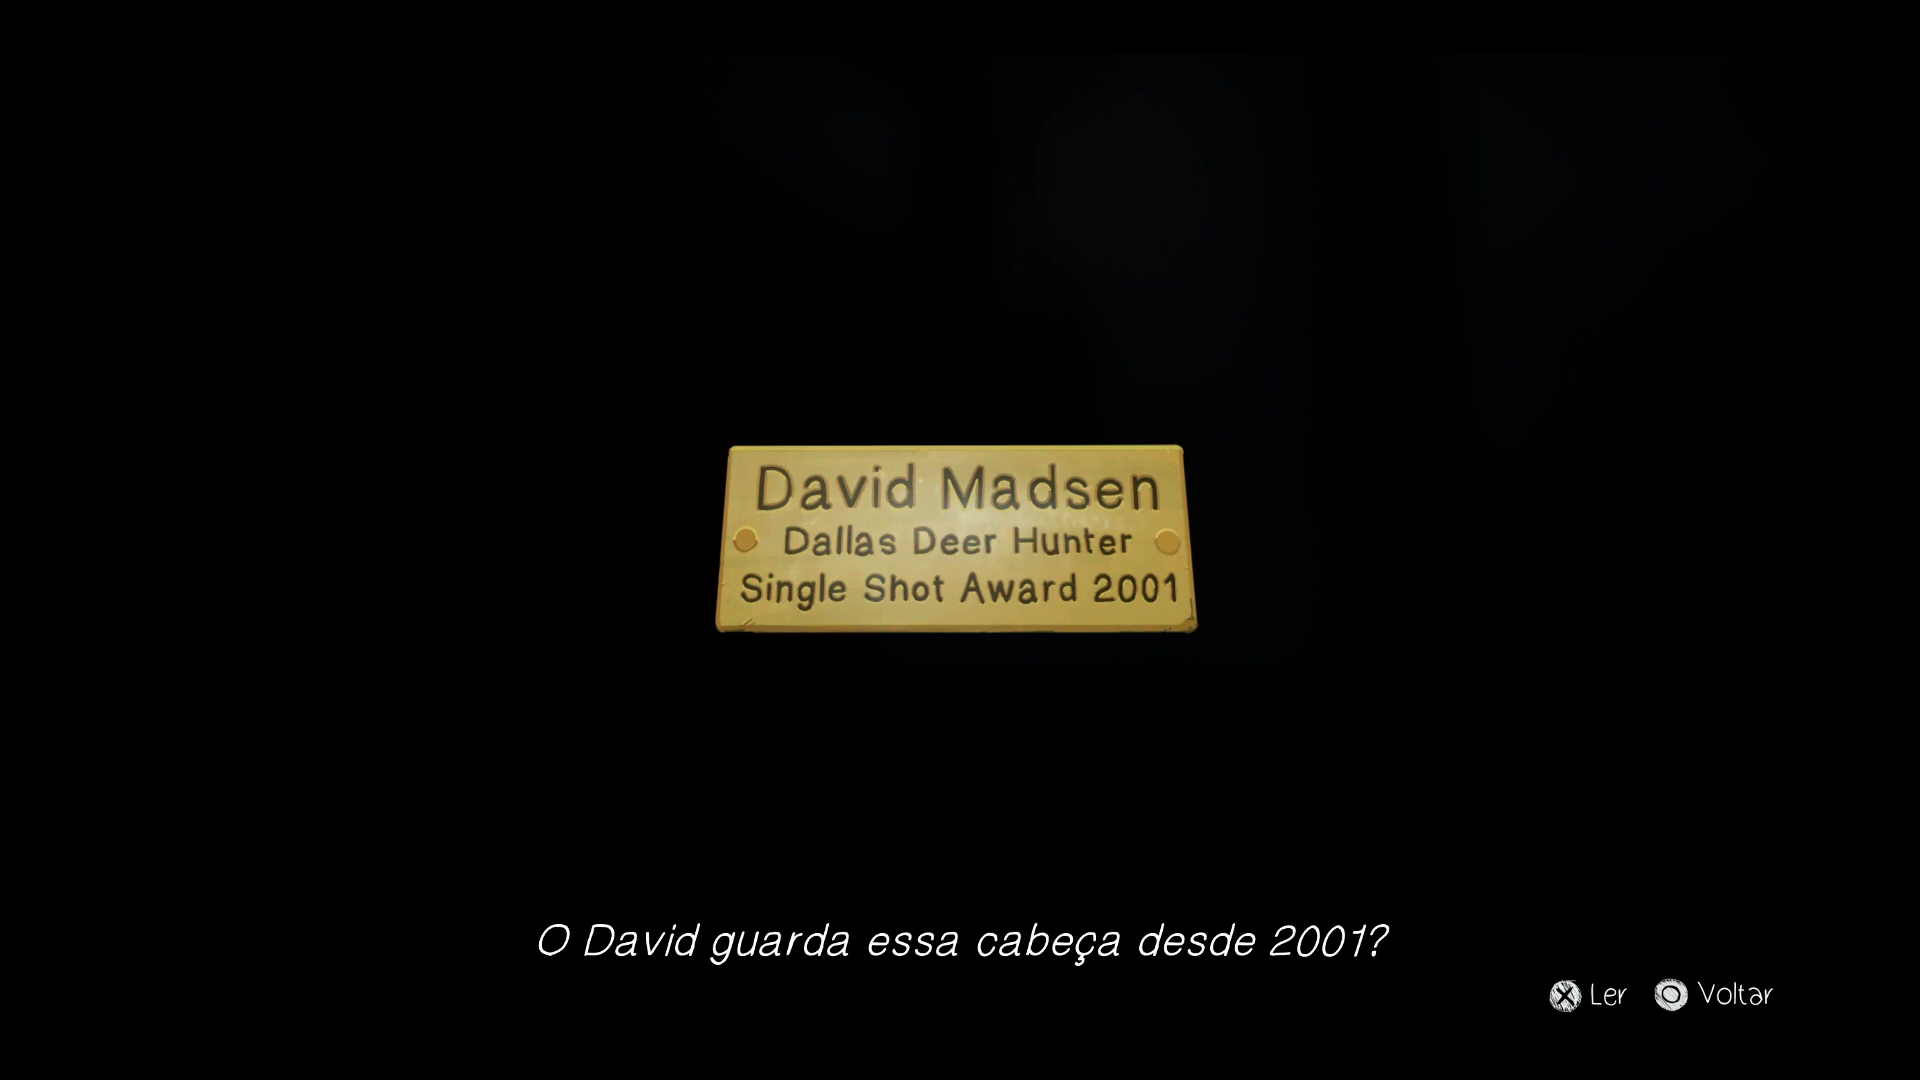 David Madsen
Dallas Deer Hunter
Single Shot Award 2001
O David guarda essa cabeça desde 2001?
Ler Voltar